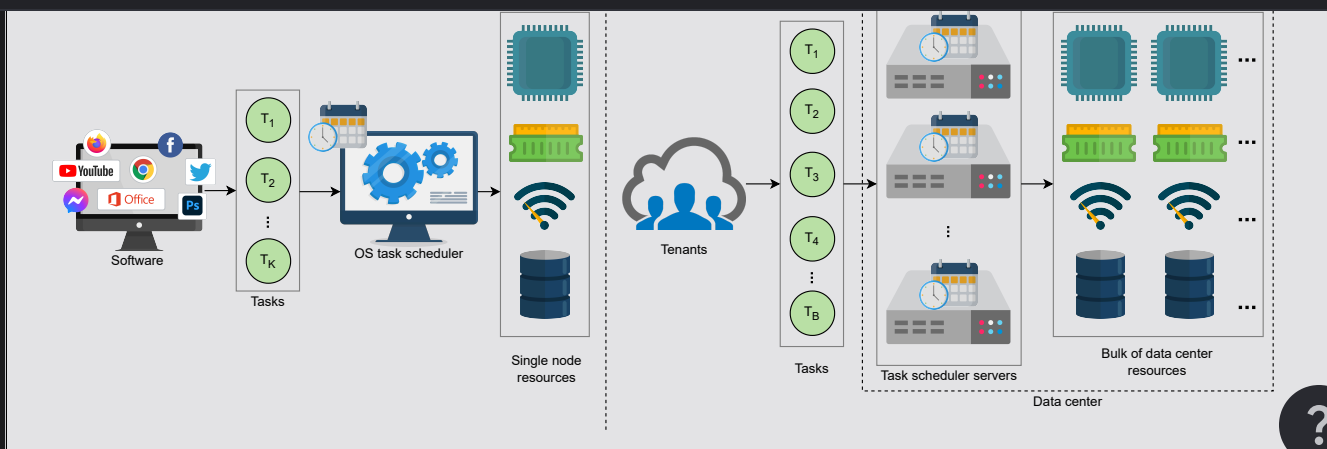 YouTube
Office
Ps
Software
T1
T2
⋮
TK
Tasks
OS task scheduler
Single node
resources
Tenants
T1
T2
T3
T4
⋮
TB
Tasks
⋮
Task scheduler servers
...
...
...
...
Bulk of data center
resources
Data center
?